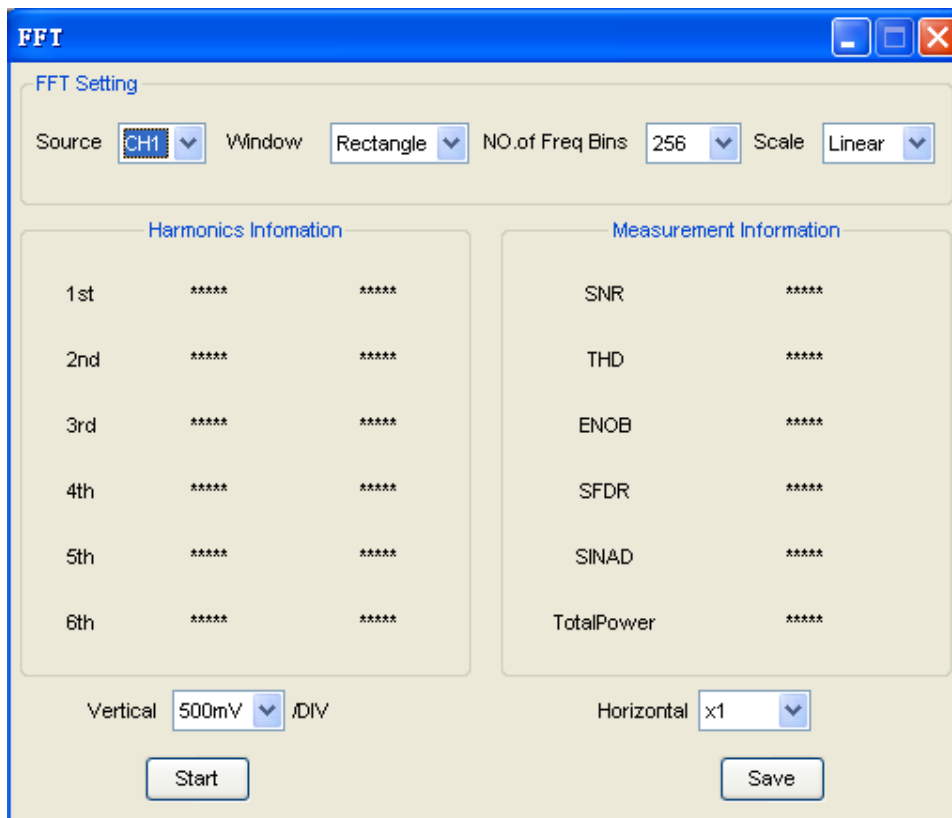 FFT
FFT Setting
Source CH1 Window Rectangle NO.of Freq Bins 256 Scale Linear
Harmonics Infomation
1st ***** *****
2nd ***** *****
3rd ***** *****
4th ***** *****
5th ***** *****
6th ***** *****
Measurement Information
SNR *****
THD *****
ENOB *****
SFDR *****
SINAD *****
TotalPower *****
Vertical 500mV /DIV Horizontal x1
Start Save